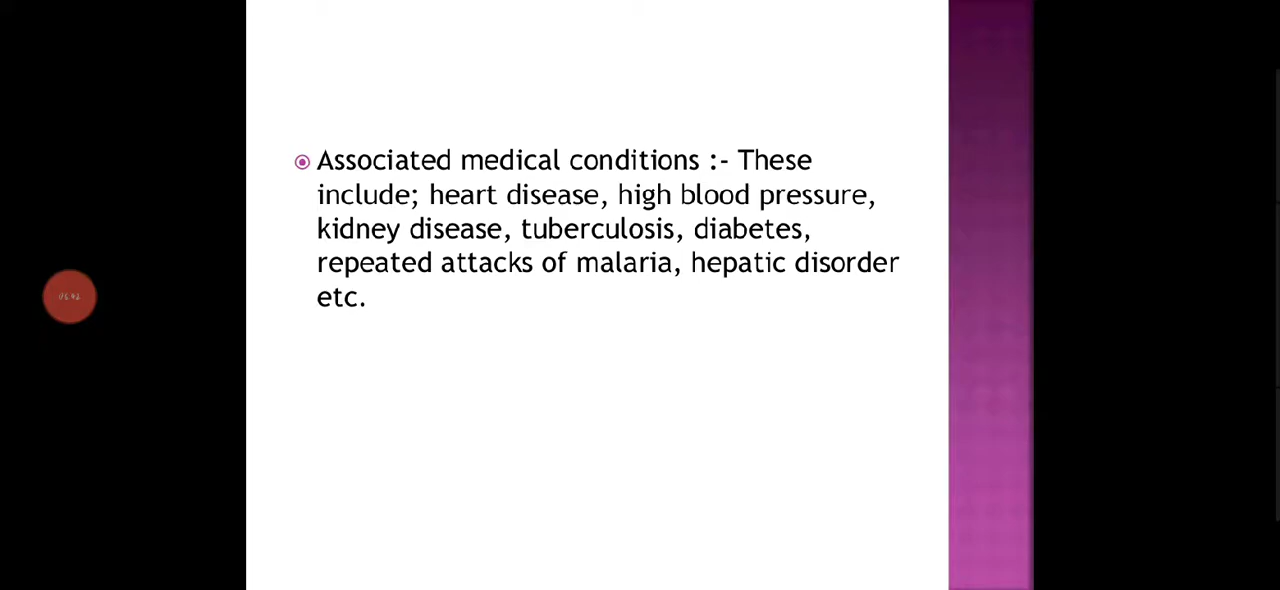 Associated medical conditions :- These
include; heart disease, high blood pressure,
kidney disease, tuberculosis, diabetes,
repeated attacks of malaria, hepatic disorder
etc.